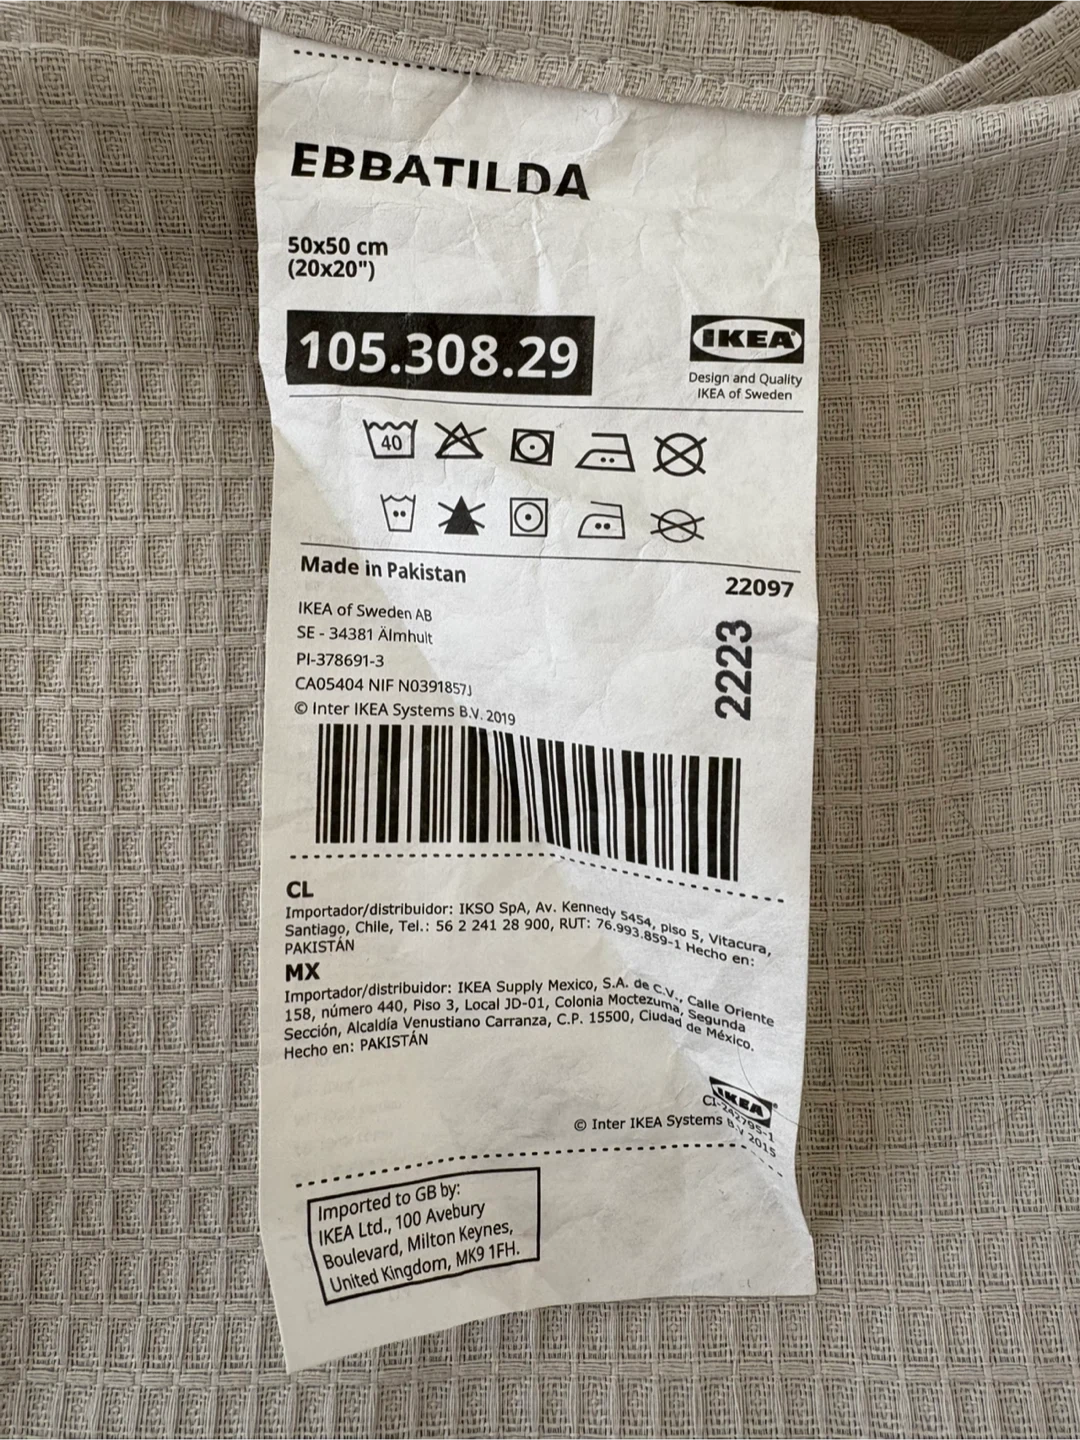 EBBATILDA
50x50 cm
(20x20")
105.308.29
IKEA
Design and Quality
IKEA of Sweden
40
Made in Pakistan
22097
IKEA of Sweden AB
SE - 34381 Älmhult
PI-378691-3
CA05404 NIF N0391857J
© Inter IKEA Systems B.V. 2019
2223
CL
Importador/distribuidor: IKSO SpA, Av. Kennedy 5454, piso 5, Vitacura,
Santiago, Chile, Tel.: 56 2 241 28 900, RUT: 76.993.859-1 Hecho en:
PAKISTÁN
MX
Importador/distribuidor: IKEA Supply Mexico, S.A. de C.V., Calle Oriente
158, número 440, Piso 3, Local JD-01, Colonia Moctezuma, Segunda
Sección, Alcaldía Venustiano Carranza, C.P. 15500, Ciudad de México.
Hecho en: PAKISTÁN
IKEA
CI-242795-1
© Inter IKEA Systems B.V 2015
Imported to GB by:
IKEA Ltd., 100 Avebury
Boulevard, Milton Keynes,
United Kingdom, MK9 1FH.